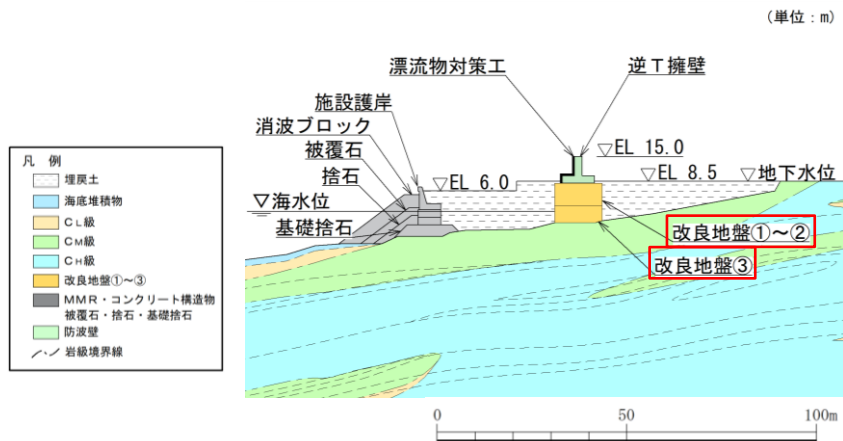 (単位：m)
漂流物対策工
逆T擁壁
施設護岸
消波ブロック
被覆石
捨石
▽EL 15.0
▽EL 6.0
▽EL 8.5
▽地下水位
▽海水位
基礎捨石
改良地盤①～②
改良地盤③
凡 例
埋戻土
海底堆積物
CL級
CM級
CH級
改良地盤①～③
MMR・コンクリート構造物
被覆石・捨石・基礎捨石
防波壁
岩級境界線
0
50
100m